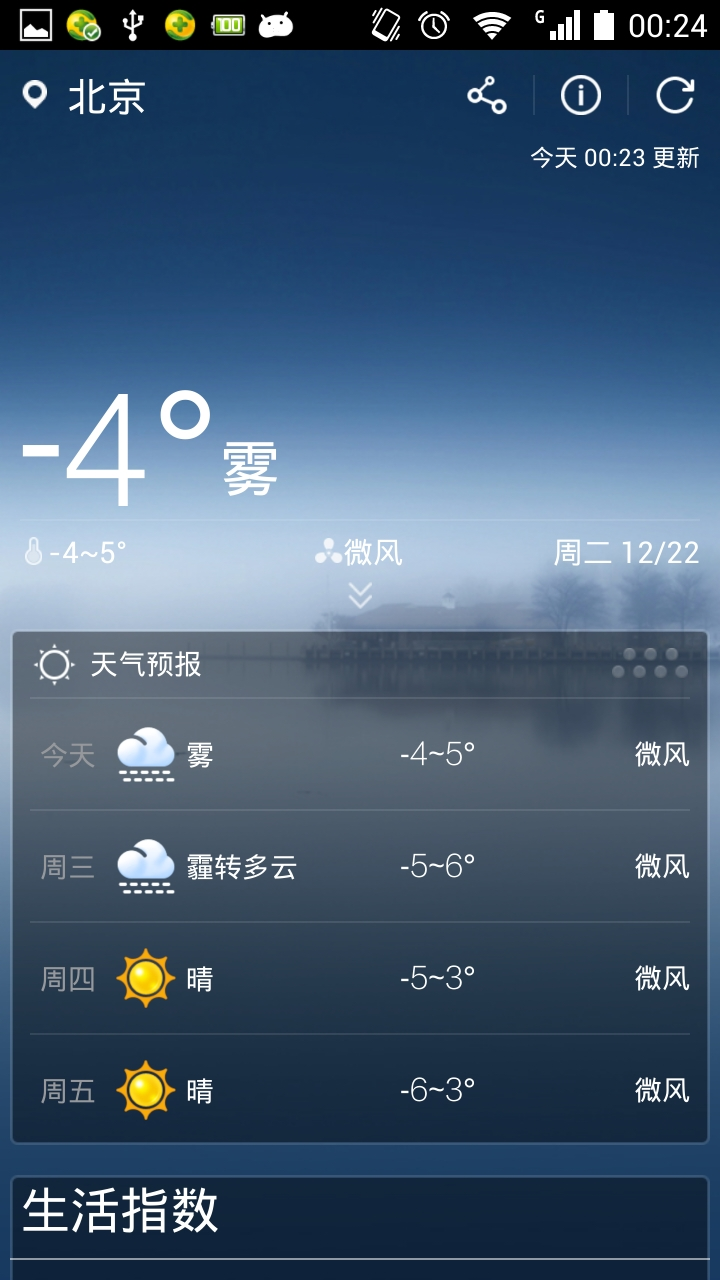 100 G 00:24
北京
今天 00:23 更新
-4° 雾
-4~5° 微风 周二 12/22
天气预报
今天 雾 -4~5° 微风
周三 霾转多云 -5~6° 微风
周四 晴 -5~3° 微风
周五 晴 -6~3° 微风
生活指数